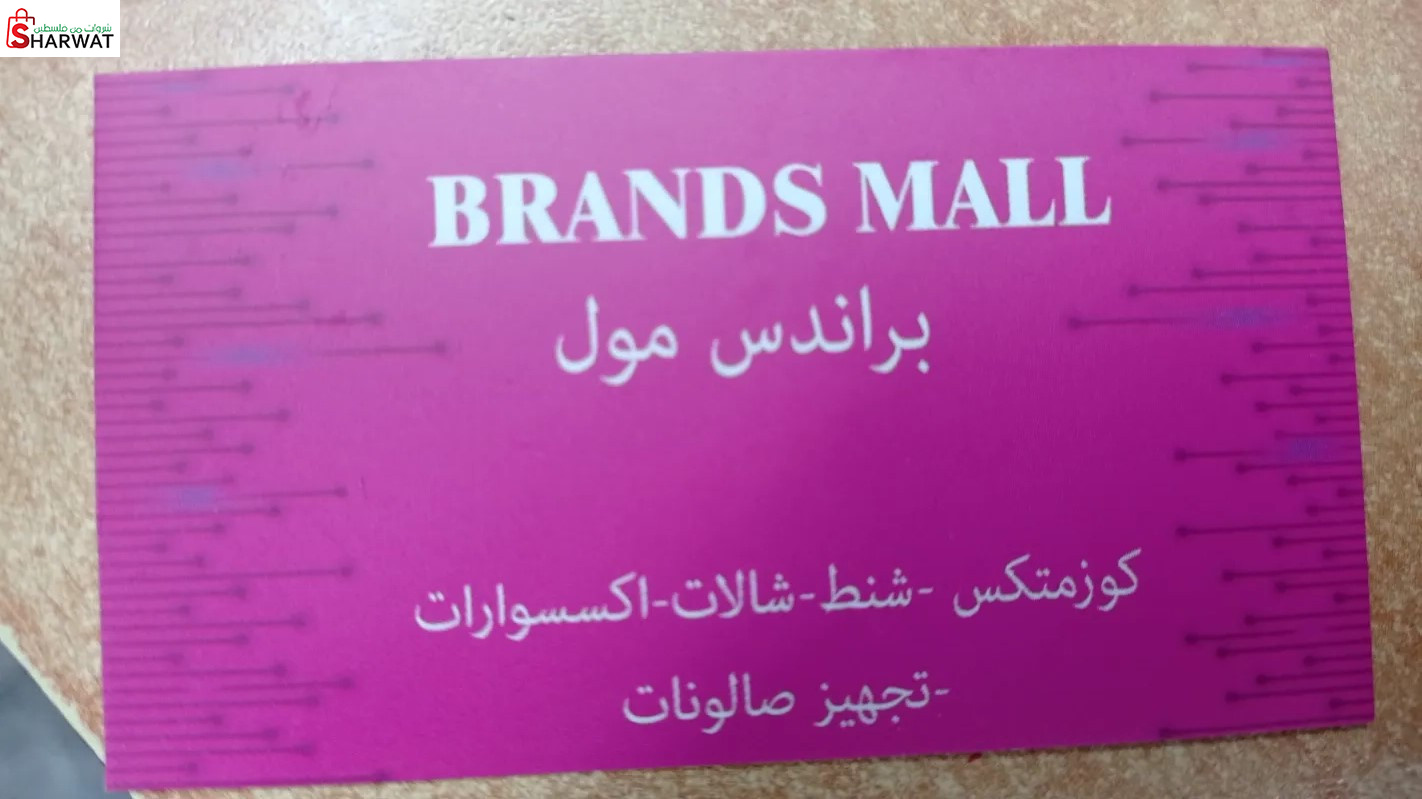 شروات من فلسطين
SHARWAT
BRANDS MALL
براندس مول
كوزمتكس -شنط-شالات-اكسسوارات
-تجهيز صالونات